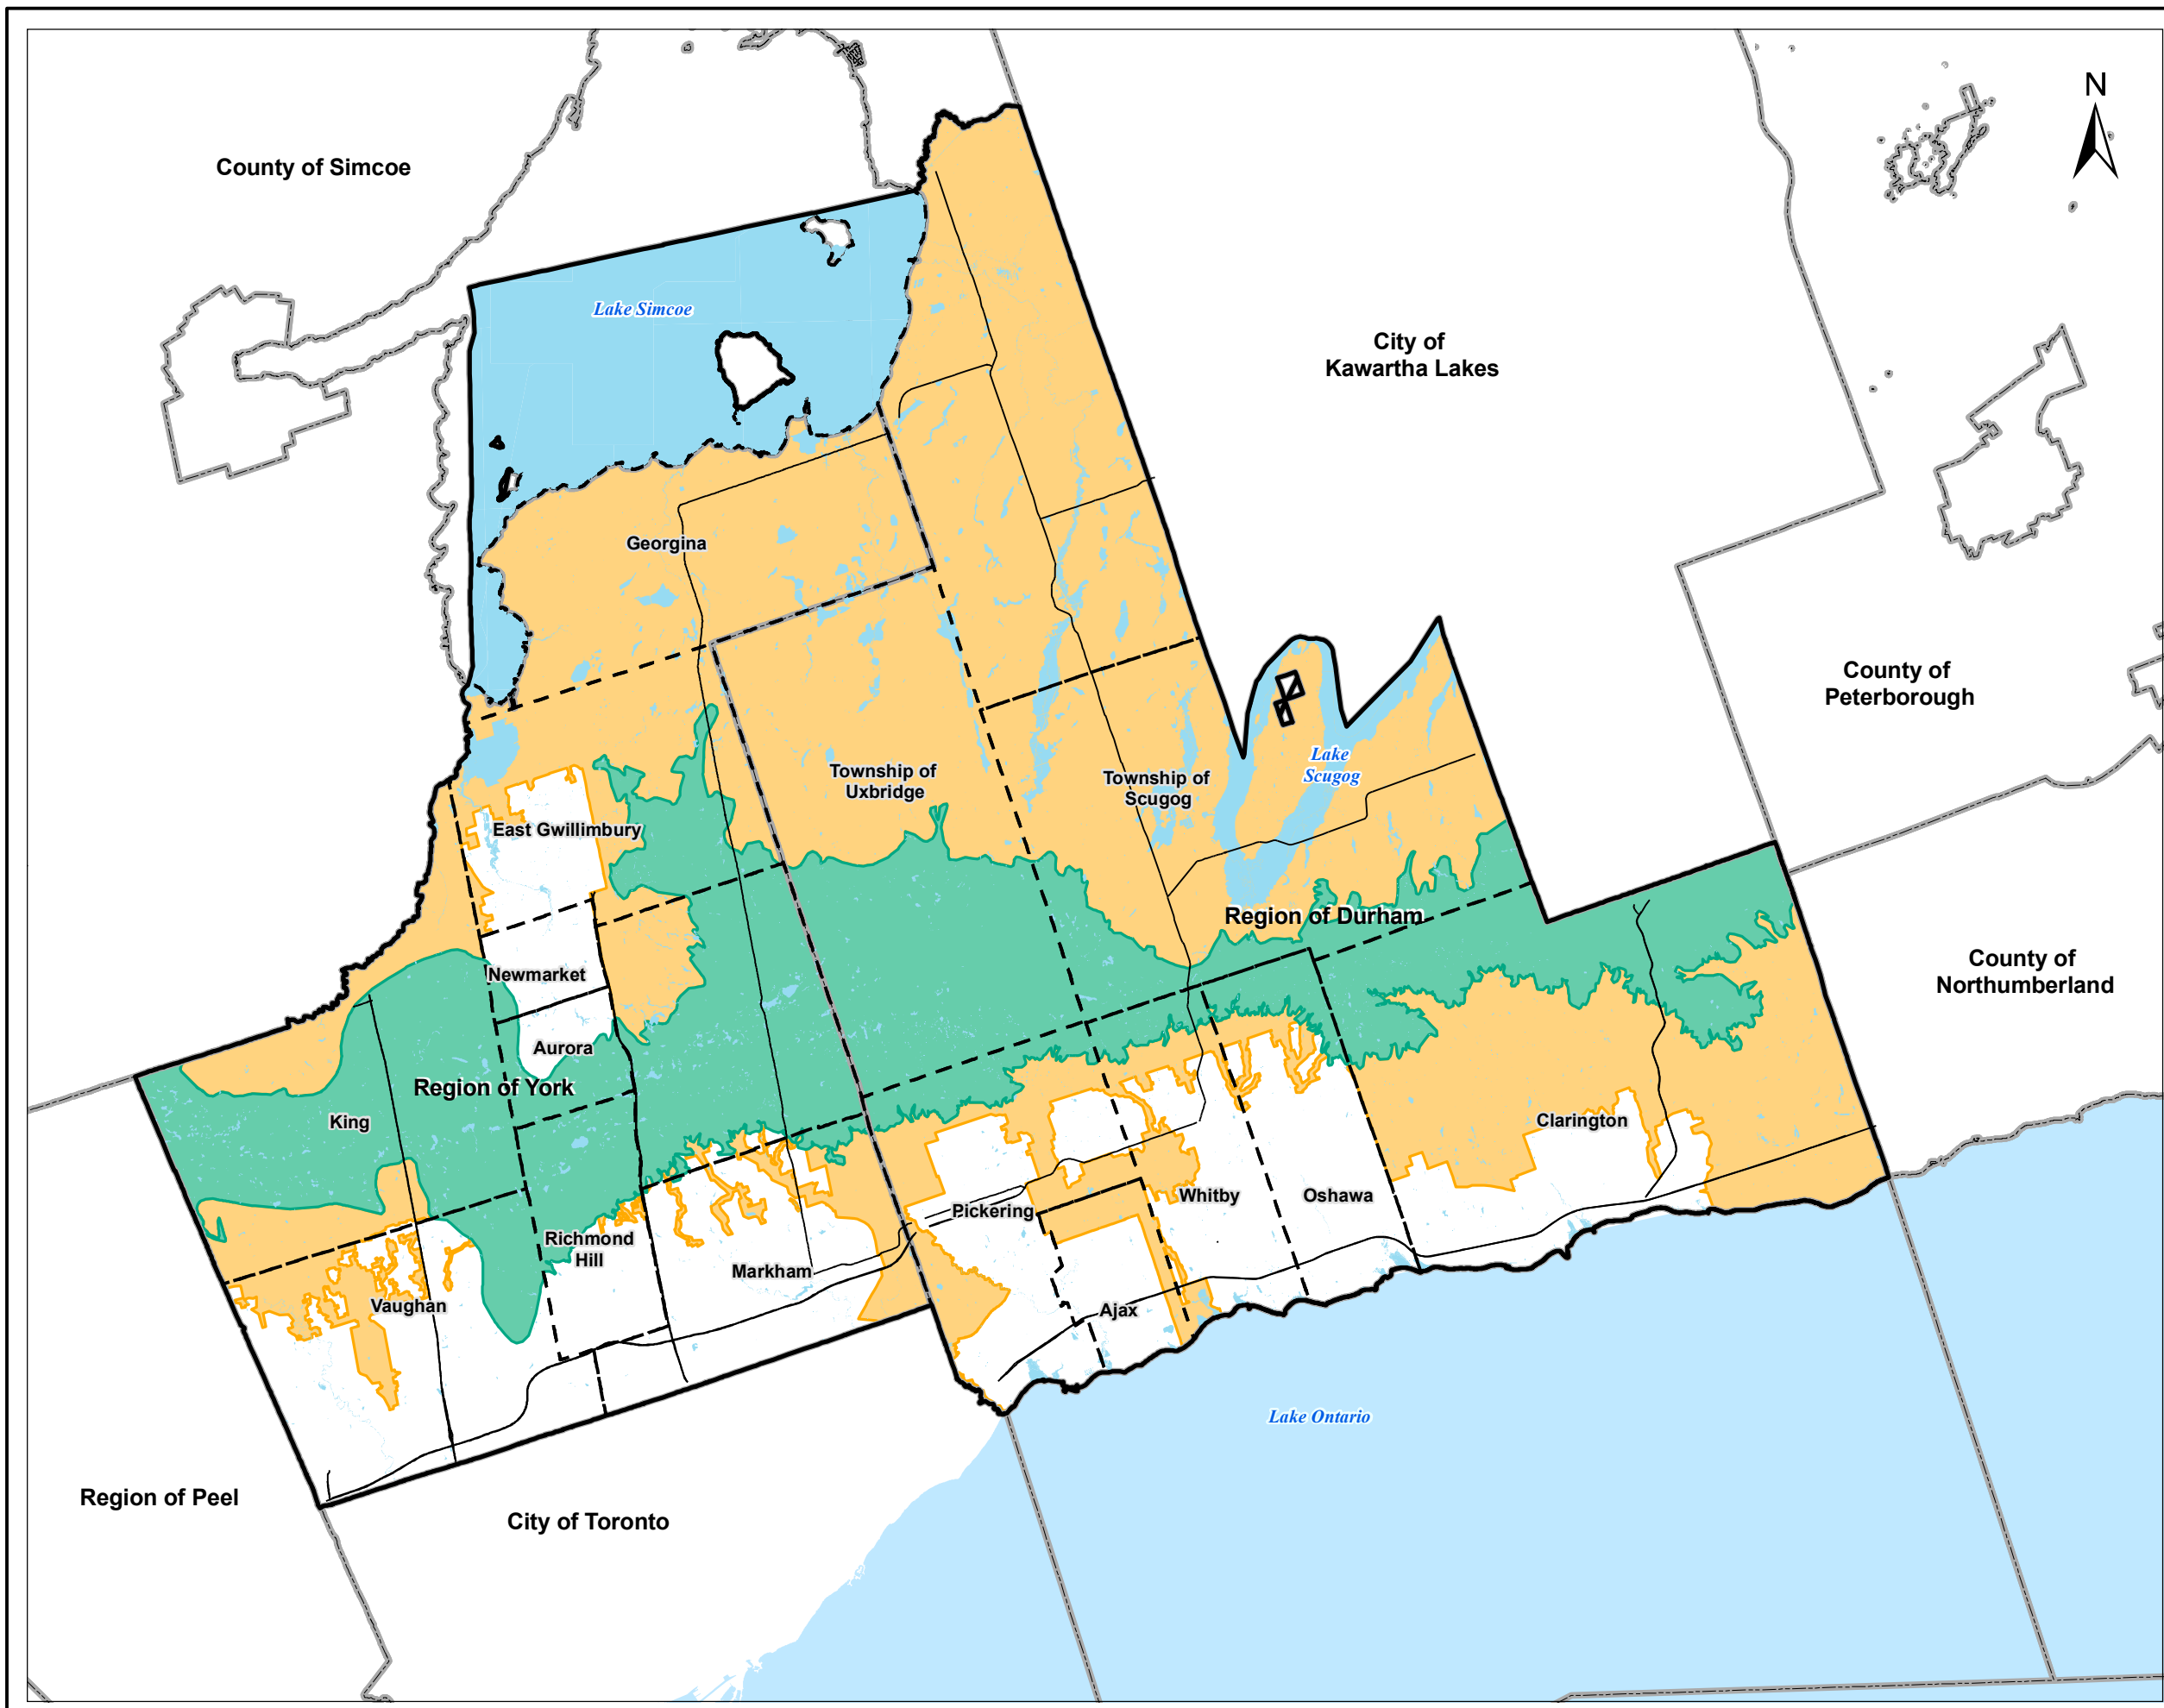 N
County of Simcoe
Lake Simcoe
City of
Kawartha Lakes
Georgina
County of
Peterborough
Township of
Uxbridge
Township of
Scugog
Lake
Scugog
East Gwillimbury
Region of Durham
Newmarket
County of
Northumberland
Aurora
Region of York
King
Clarington
Pickering
Whitby
Oshawa
Richmond
Hill
Markham
Vaughan
Ajax
Lake Ontario
Region of Peel
City of Toronto